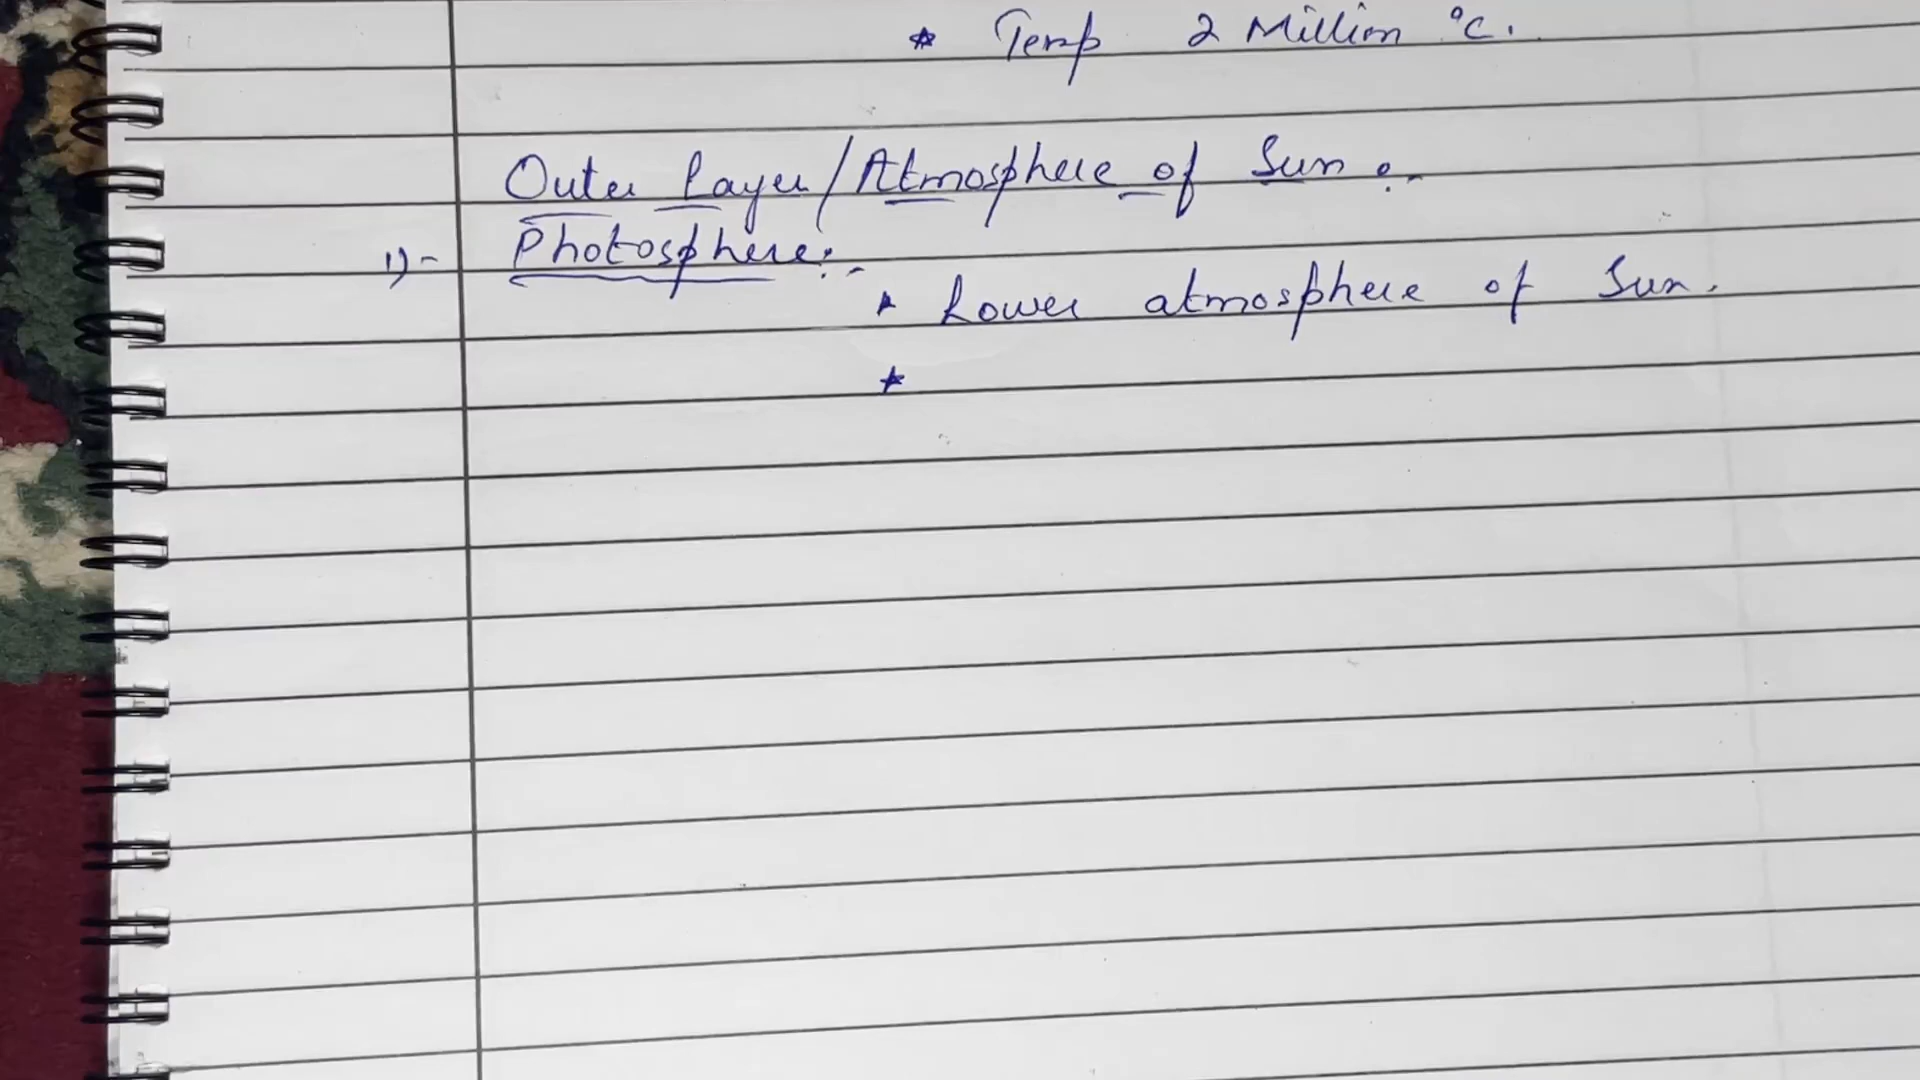 * Temp 2 Million °C.
Outer Layer/Atmosphere of Sun :-
1)- Photosphere:-
* Lower atmosphere of Sun.
*